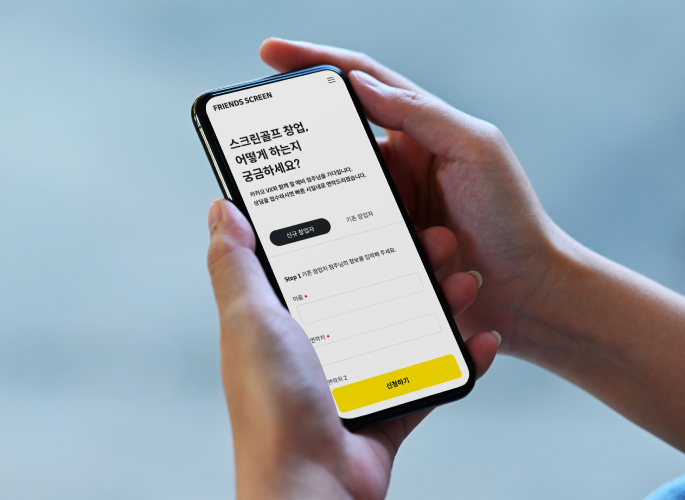 FRIENDS SCREEN
스크린골프 창업,
어떻게 하는지
궁금하세요?
카카오 VX와 함께 할 예비 점주님을 기다립니다.
상담을 접수하시면 빠른 시일내로 연락드리겠습니다.
신규 창업자
기존 창업자
Step 1 기존 창업자 점주님의 정보를 입력해 주세요.
이름
연락처
연락처 2
신청하기